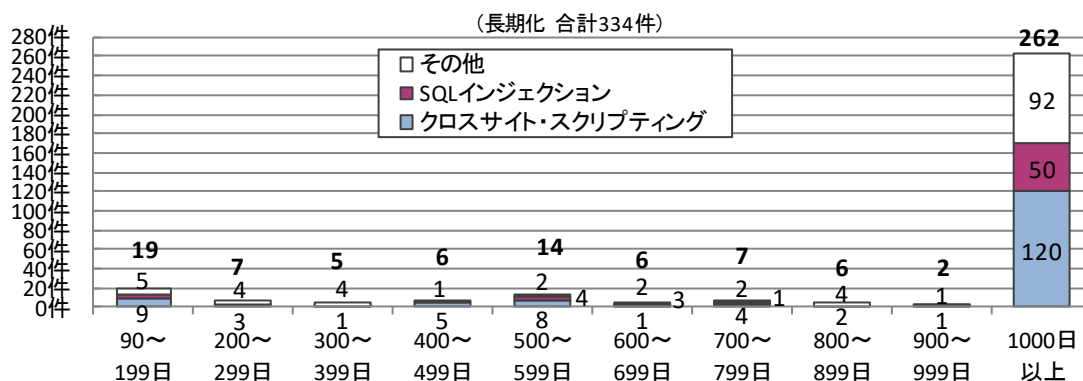 (長期化 合計334件)
280件
260件
240件
220件
200件
180件
160件
140件
120件
100件
80件
60件
40件
20件
0件
その他
SQLインジェクション
クロスサイト・スクリプティング
19 7 5 6 14 6 7 6 2 262
5 4 4 1 2 2 2 4 1 92
4 3 1 50
9 3 1 5 8 1 4 2 1 120
90～ 200～ 300～ 400～ 500～ 600～ 700～ 800～ 900～ 1000日
199日 299日 399日 499日 599日 699日 799日 899日 999日 以上